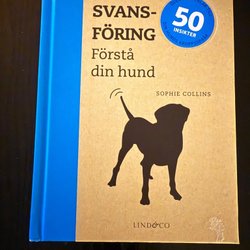 SVANS-
FÖRING
50
INSIKTER
Förstå
din hund
SOPHIE COLLINS
LIND&CO